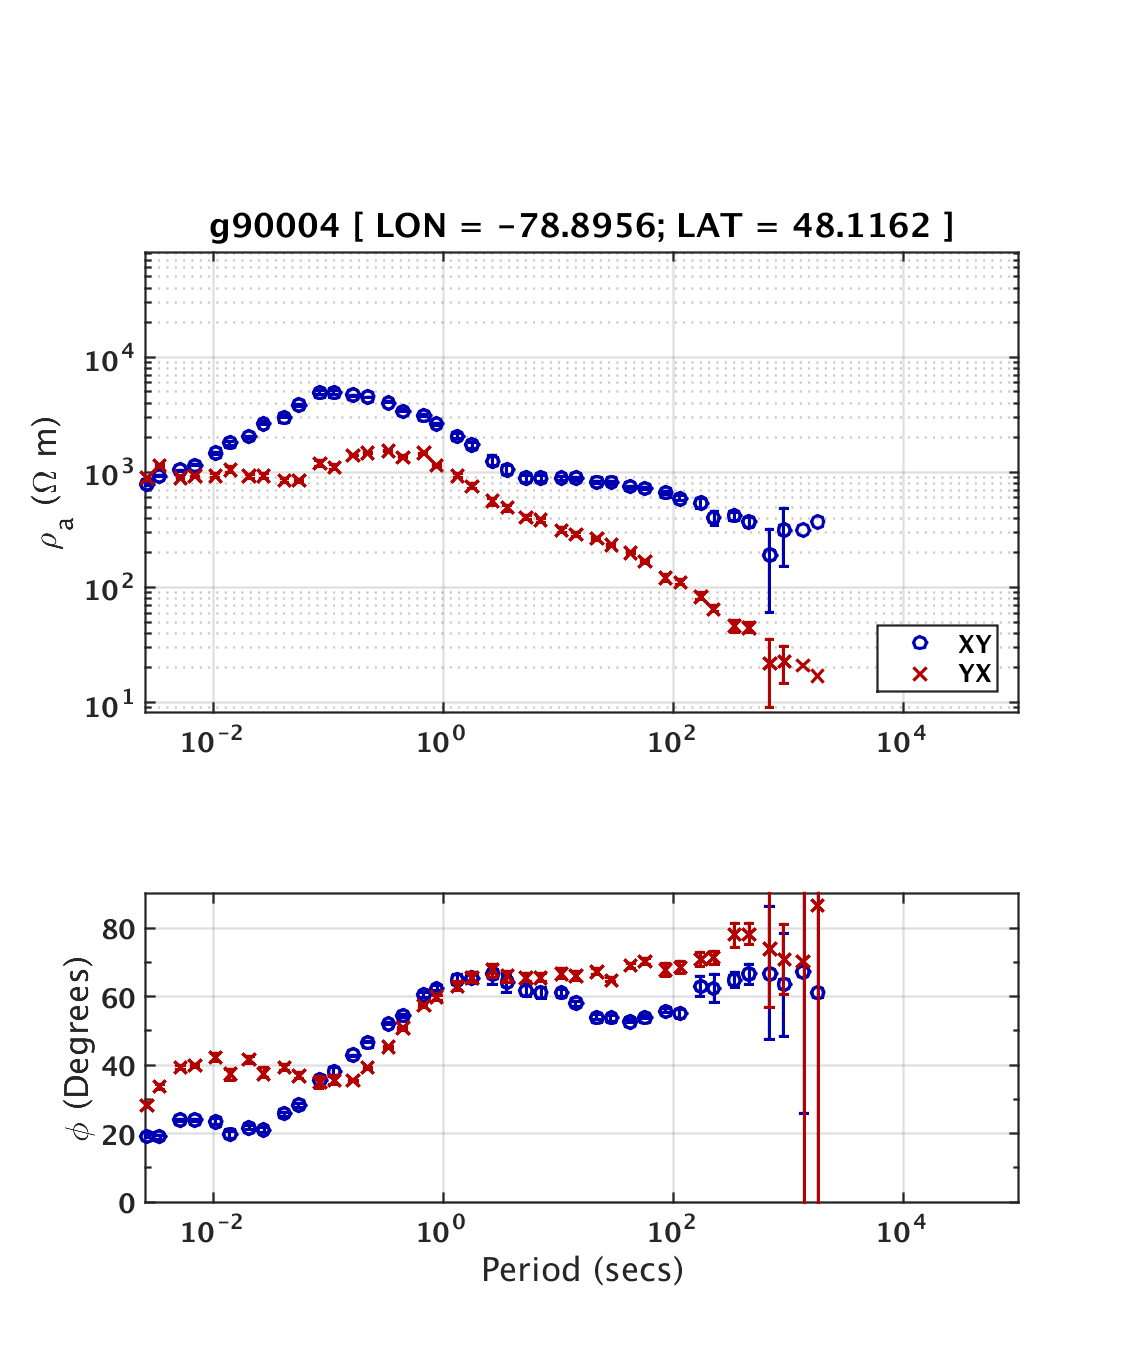 g90004 [ LON = -78.8956; LAT = 48.1162 ]
ρa (Ω m)
10^4
10^3
10^2
10^1
XY
YX
10^-2 10^0 10^2 10^4
ϕ (Degrees)
80
60
40
20
0
10^-2 10^0 10^2 10^4
Period (secs)